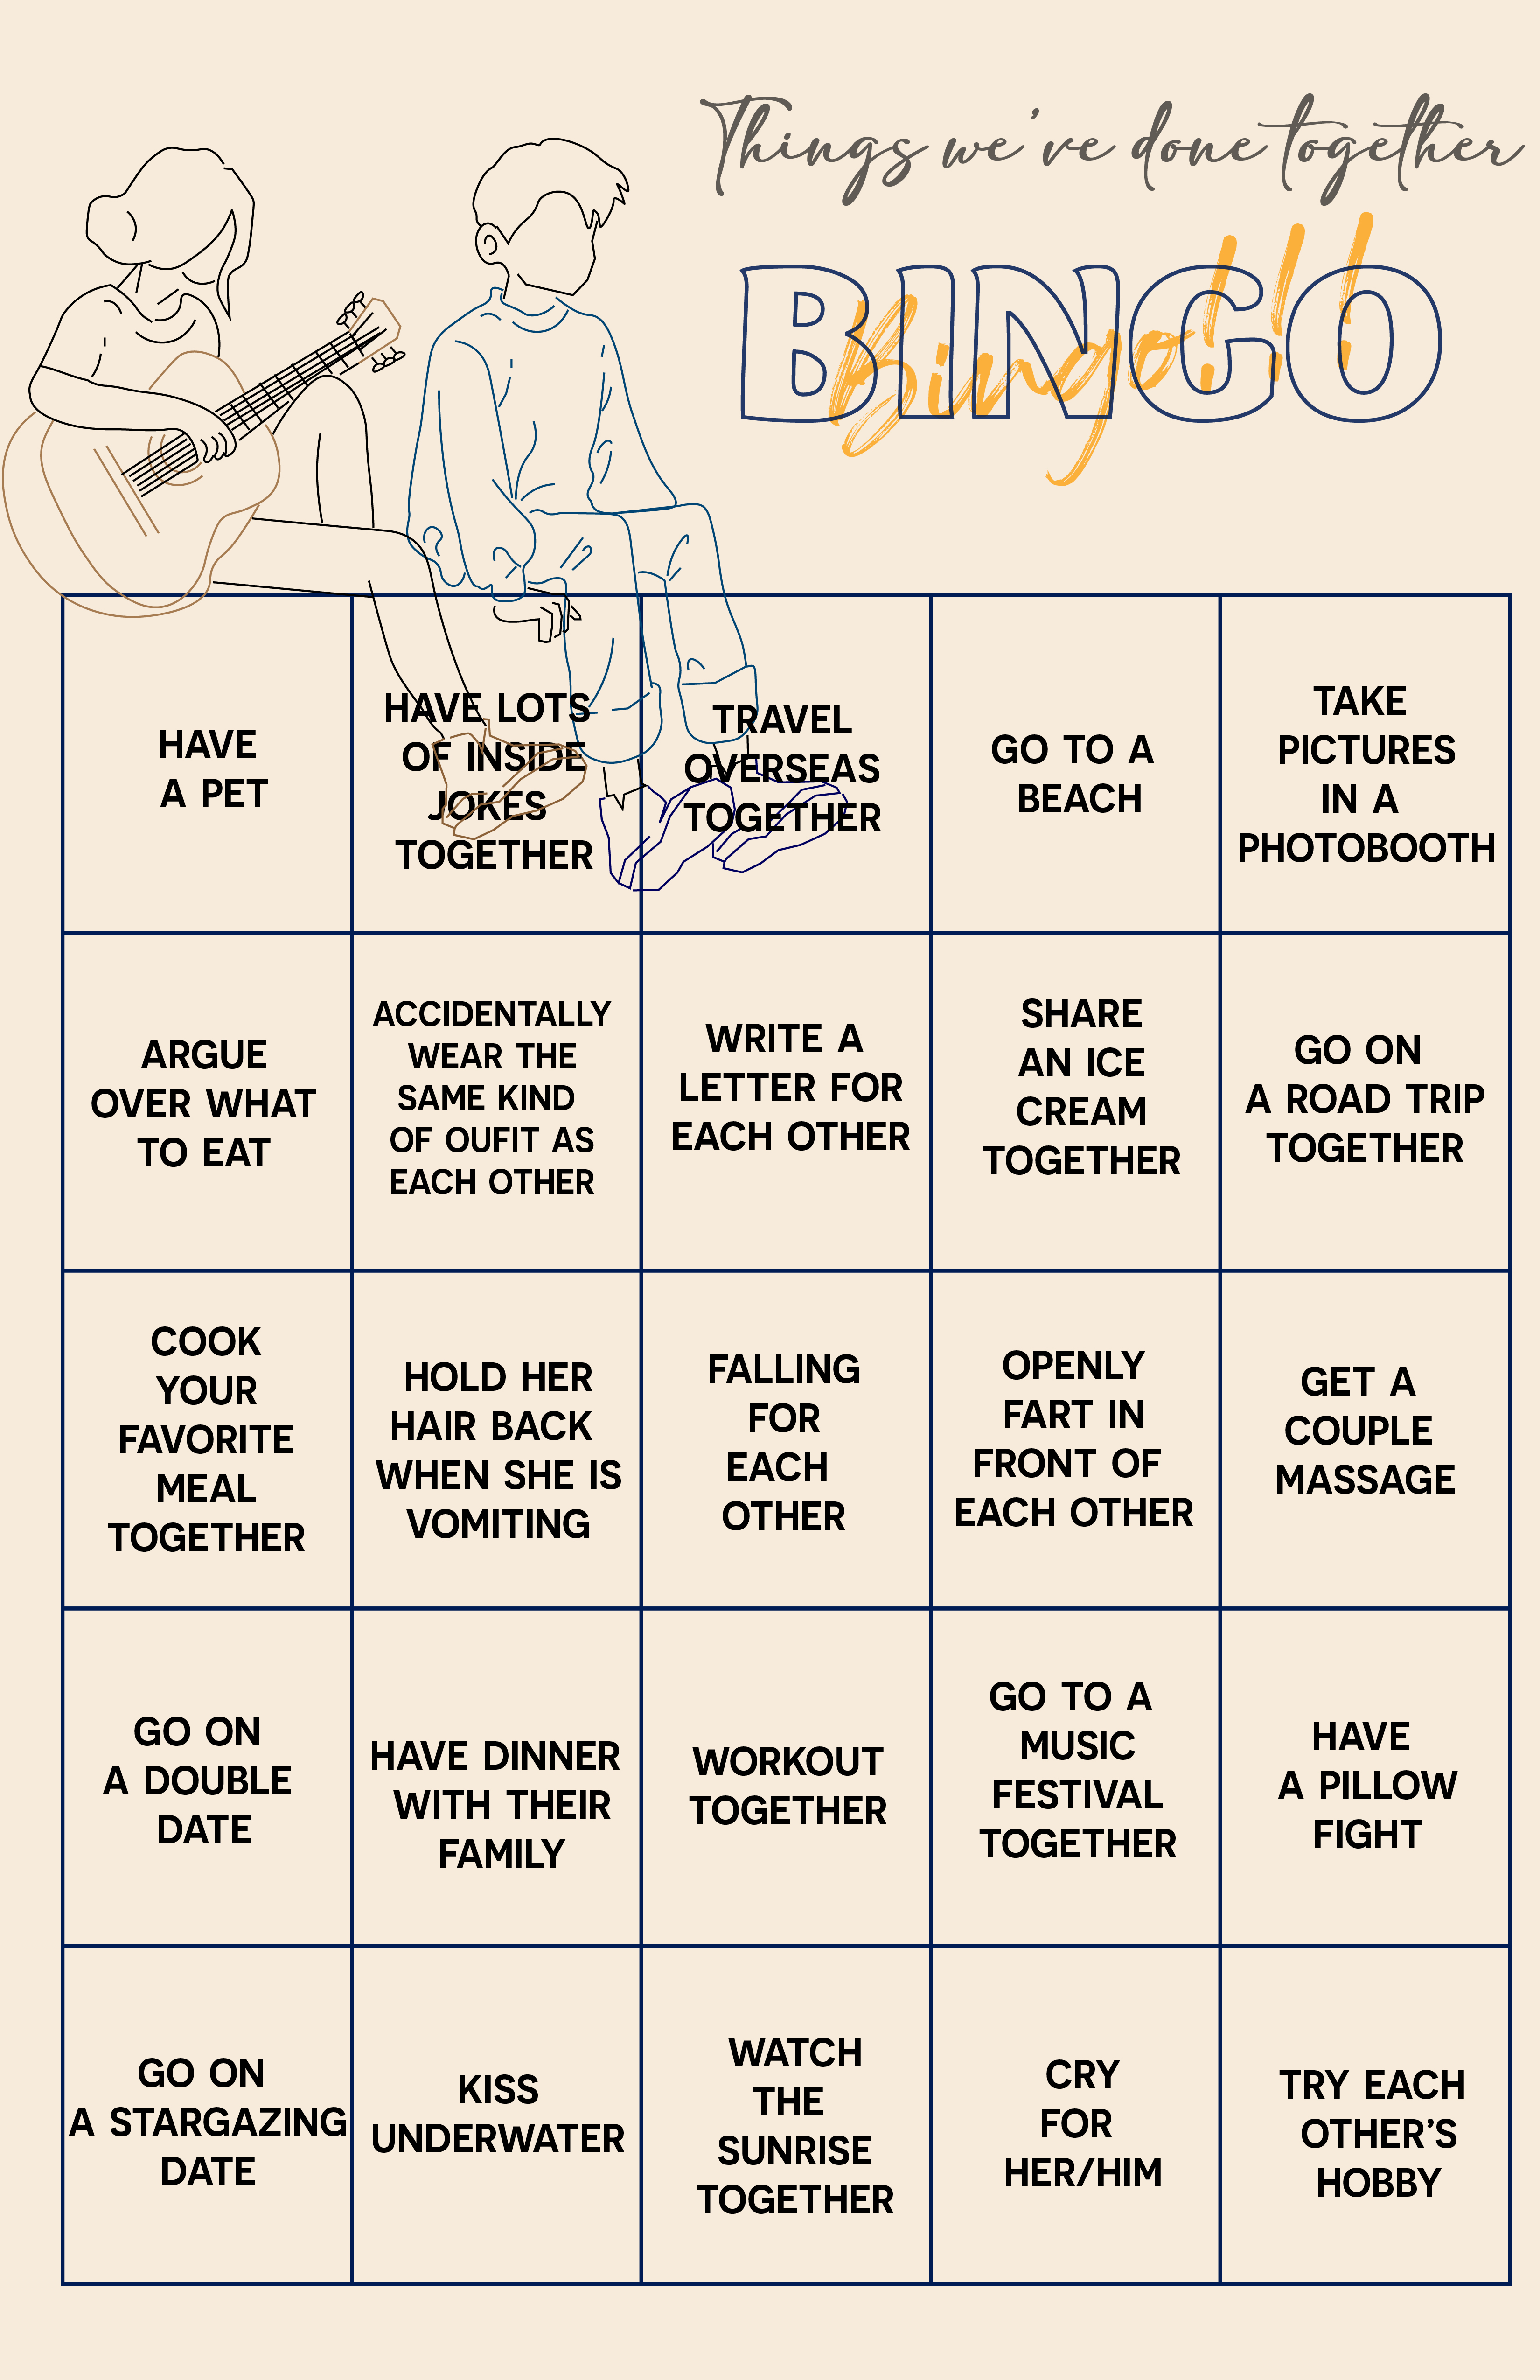 Things we've done together
BINGO
Bingo!!!
HAVE
A PET
HAVE LOTS
OF INSIDE
JOKES
TOGETHER
TRAVEL
OVERSEAS
TOGETHER
GO TO A
BEACH
TAKE
PICTURES
IN A
PHOTOBOOTH
ARGUE
OVER WHAT
TO EAT
ACCIDENTALLY
WEAR THE
SAME KIND
OF OUFIT AS
EACH OTHER
WRITE A
LETTER FOR
EACH OTHER
SHARE
AN ICE
CREAM
TOGETHER
GO ON
A ROAD TRIP
TOGETHER
COOK
YOUR
FAVORITE
MEAL
TOGETHER
HOLD HER
HAIR BACK
WHEN SHE IS
VOMITING
FALLING
FOR
EACH
OTHER
OPENLY
FART IN
FRONT OF
EACH OTHER
GET A
COUPLE
MASSAGE
GO ON
A DOUBLE
DATE
HAVE DINNER
WITH THEIR
FAMILY
WORKOUT
TOGETHER
GO TO A
MUSIC
FESTIVAL
TOGETHER
HAVE
A PILLOW
FIGHT
GO ON
A STARGAZING
DATE
KISS
UNDERWATER
WATCH
THE
SUNRISE
TOGETHER
CRY
FOR
HER/HIM
TRY EACH
OTHER’S
HOBBY